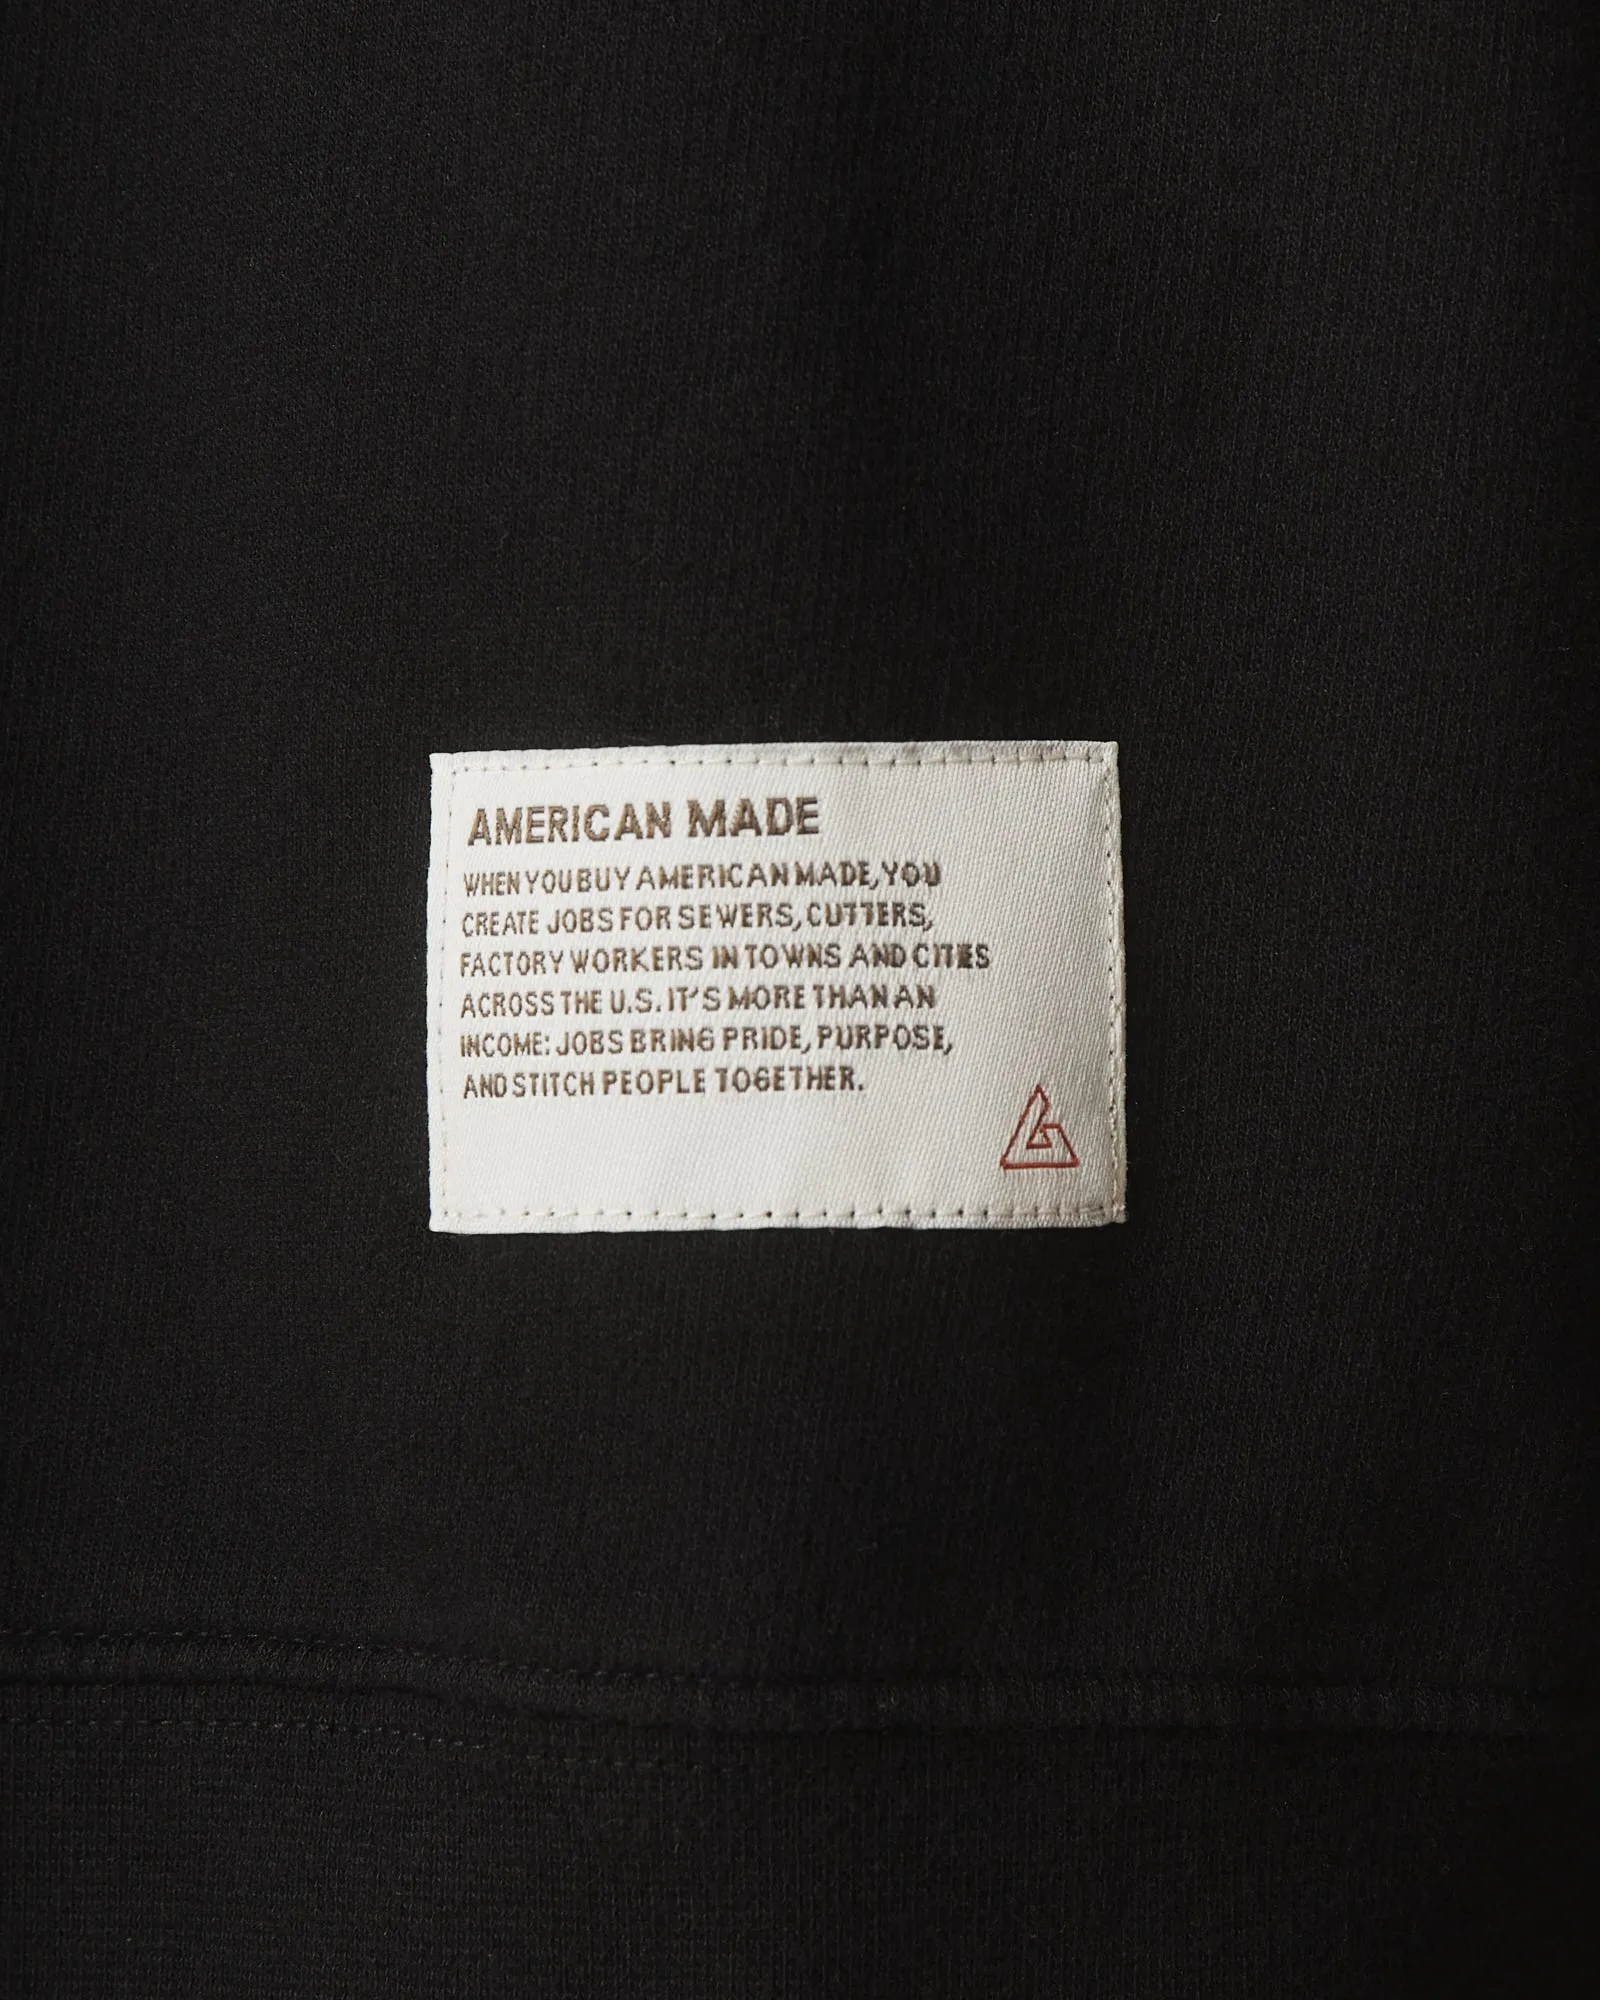 AMERICAN MADE
WHEN YOU BUY AMERICAN MADE, YOU
CREATE JOBS FOR SEWERS, CUTTERS,
FACTORY WORKERS IN TOWNS AND CITIES
ACROSS THE U.S. IT'S MORE THAN AN
INCOME: JOBS BRING PRIDE, PURPOSE,
AND STITCH PEOPLE TOGETHER.